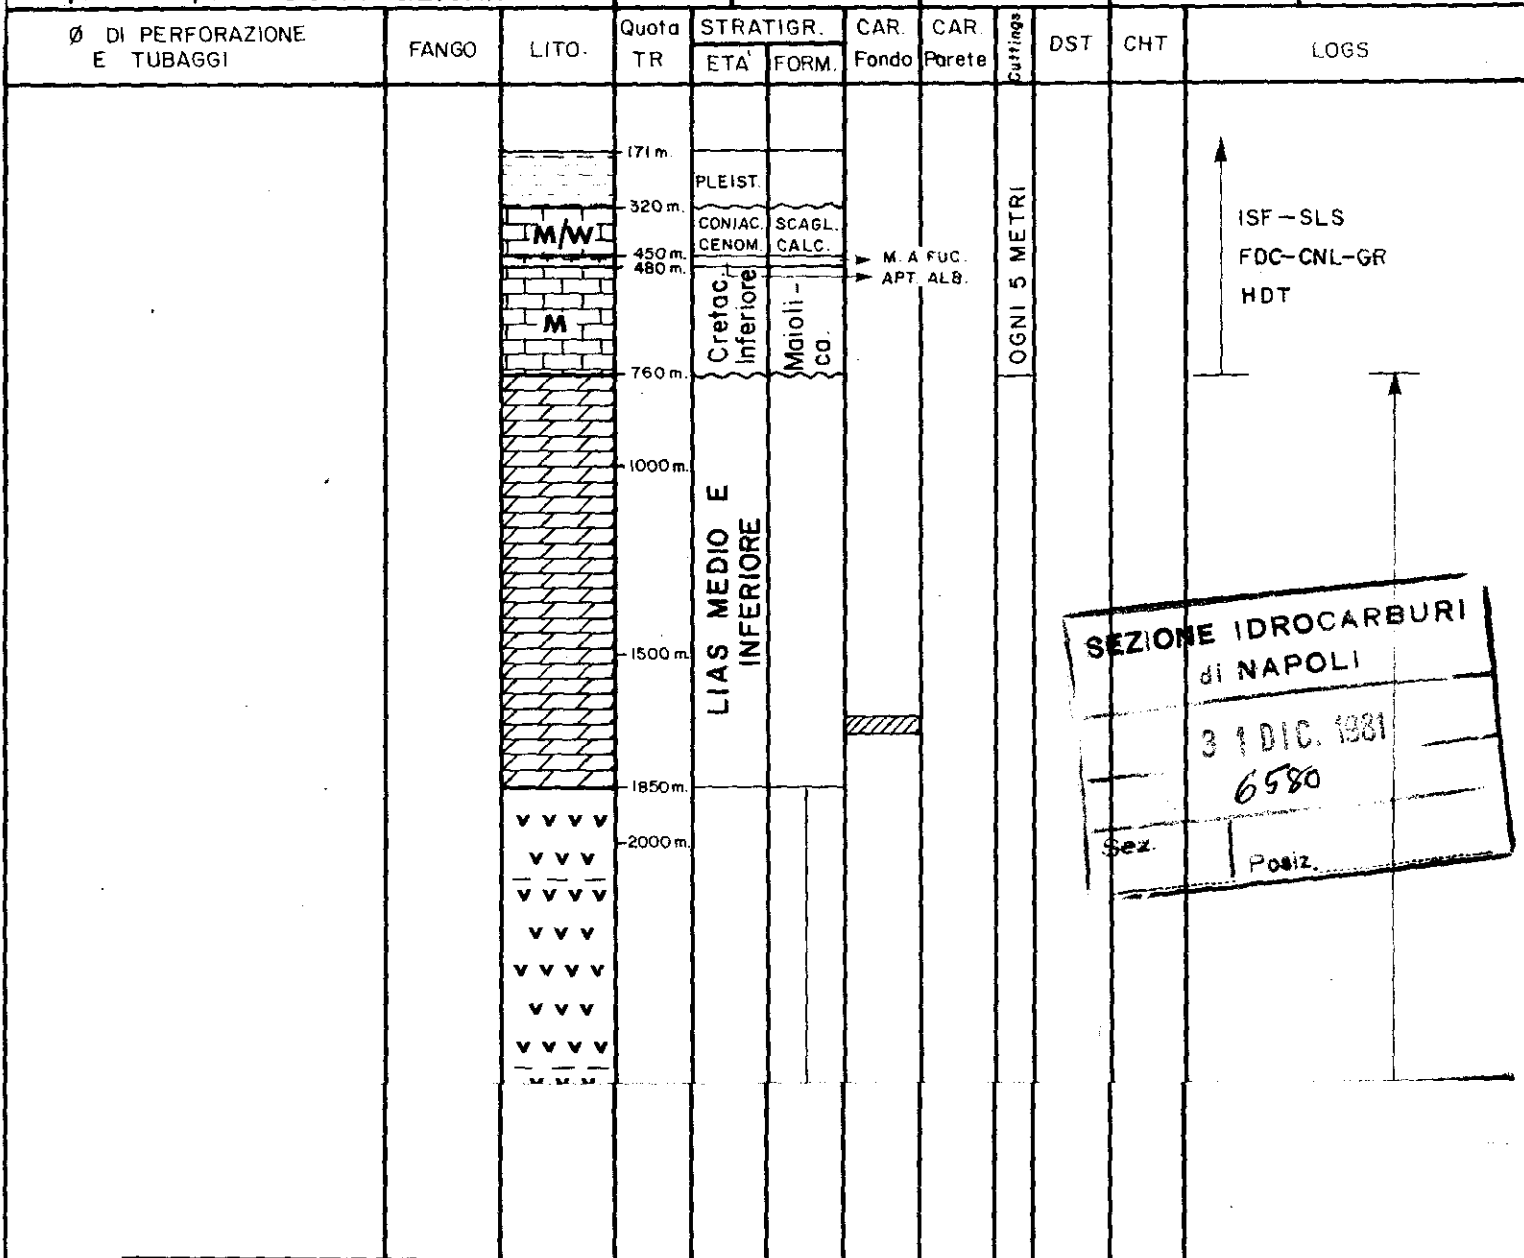 Ø DI PERFORAZIONE
E TUBAGGI
FANGO
LITO.
Quota
TR
STRATIGR.
ETA'
FORM.
CAR.
Fondo
CAR.
Parete
Cuttings
DST
CHT
LOGS
171 m.
PLEIST.
320 m.
M/W
CONIAC.
CENOM.
SCAGL.
CALC.
450 m.
480 m.
M. A FUC.
APT. ALB.
M
Cretac.
Inferiore
Maioli-
ca.
760 m.
OGNI 5 METRI
ISF-SLS
FDC-CNL-GR
HDT
1000 m.
LIAS MEDIO E
INFERIORE
1500 m.
1850 m.
v v v v
2000 m.
v v v
v v v v
v v v
v v v v
v v v
v v v v
v v v
SEZIONE IDROCARBURI
di NAPOLI
3 1 DIC. 1981
6580
Sez.
Posiz.